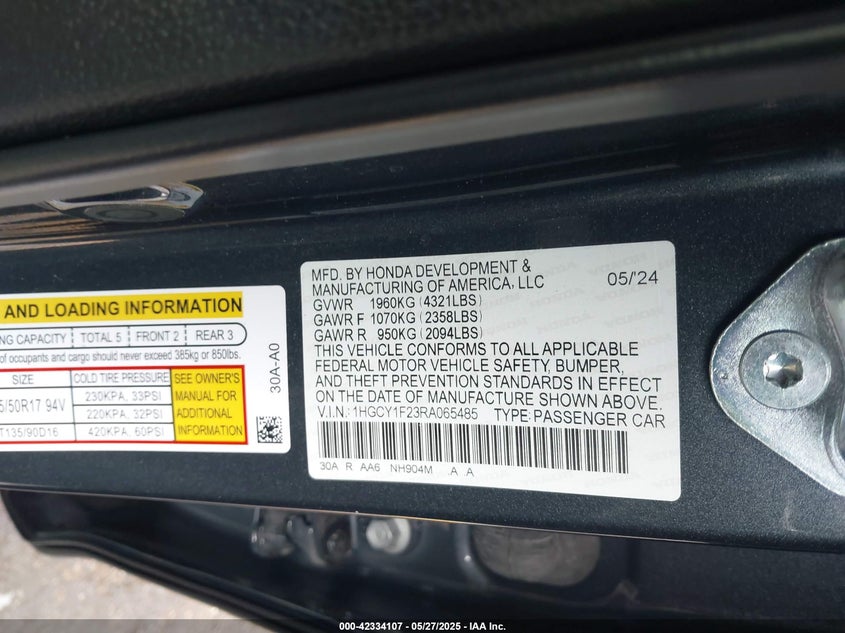 AND LOADING INFORMATION
NG CAPACITY TOTAL 5 FRONT 2 REAR 3
of occupants and cargo should never exceed 385kg or 850lbs.
SIZE COLD TIRE PRESSURE SEE OWNER'S MANUAL FOR ADDITIONAL INFORMATION
5/50R17 94V 230KPA, 33PSI
220KPA, 32PSI
T135/90D16 420KPA, 60PSI
30A-A0
MFD. BY HONDA DEVELOPMENT &
MANUFACTURING OF AMERICA, LLC 05/'24
GVWR 1960KG (4321LBS)
GAWR F 1070KG (2358LBS)
GAWR R 950KG (2094LBS)
THIS VEHICLE CONFORMS TO ALL APPLICABLE
FEDERAL MOTOR VEHICLE SAFETY, BUMPER,
AND THEFT PREVENTION STANDARDS IN EFFECT
ON THE DATE OF MANUFACTURE SHOWN ABOVE.
V.I.N.: 1HGCY1F23RA065485 TYPE: PASSENGER CAR
30A R AA6 NH904M .A .A
000-42334107 - 05/27/2025 - IAA Inc.